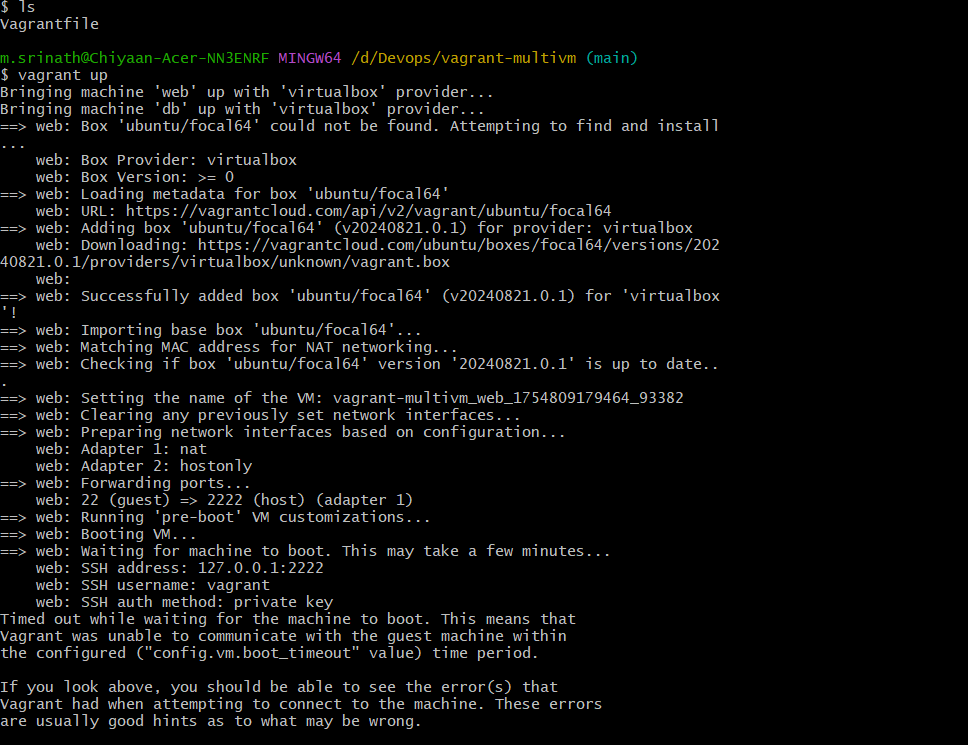 $ ls
Vagrantfile

m.srinath@Chiyaan-Acer-NN3ENRF MINGW64 /d/Devops/vagrant-multivm (main)
$ vagrant up
Bringing machine 'web' up with 'virtualbox' provider...
Bringing machine 'db' up with 'virtualbox' provider...
==> web: Box 'ubuntu/focal64' could not be found. Attempting to find and install
...
    web: Box Provider: virtualbox
    web: Box Version: >= 0
==> web: Loading metadata for box 'ubuntu/focal64'
    web: URL: https://vagrantcloud.com/api/v2/vagrant/ubuntu/focal64
==> web: Adding box 'ubuntu/focal64' (v20240821.0.1) for provider: virtualbox
    web: Downloading: https://vagrantcloud.com/ubuntu/boxes/focal64/versions/202
40821.0.1/providers/virtualbox/unknown/vagrant.box
    web:
==> web: Successfully added box 'ubuntu/focal64' (v20240821.0.1) for 'virtualbox
'!
==> web: Importing base box 'ubuntu/focal64'...
==> web: Matching MAC address for NAT networking...
==> web: Checking if box 'ubuntu/focal64' version '20240821.0.1' is up to date..
.
==> web: Setting the name of the VM: vagrant-multivm_web_1754809179464_93382
==> web: Clearing any previously set network interfaces...
==> web: Preparing network interfaces based on configuration...
    web: Adapter 1: nat
    web: Adapter 2: hostonly
==> web: Forwarding ports...
    web: 22 (guest) => 2222 (host) (adapter 1)
==> web: Running 'pre-boot' VM customizations...
==> web: Booting VM...
==> web: Waiting for machine to boot. This may take a few minutes...
    web: SSH address: 127.0.0.1:2222
    web: SSH username: vagrant
    web: SSH auth method: private key
Timed out while waiting for the machine to boot. This means that
Vagrant was unable to communicate with the guest machine within
the configured ("config.vm.boot_timeout" value) time period.

If you look above, you should be able to see the error(s) that
Vagrant had when attempting to connect to the machine. These errors
are usually good hints as to what may be wrong.